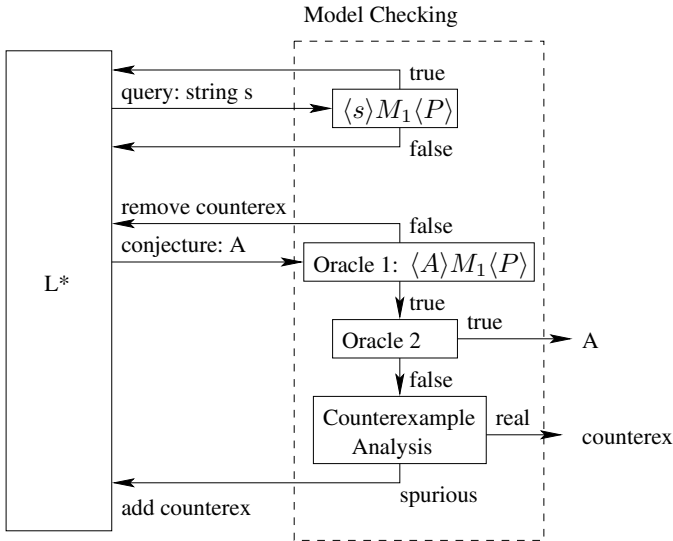 Model Checking
true
query: string s
⟨s⟩M₁⟨P⟩
false
remove counterex
false
conjecture: A
Oracle 1: ⟨A⟩M₁⟨P⟩
L*
true
true
Oracle 2
A
false
Counterexample
Analysis
real
counterex
spurious
add counterex